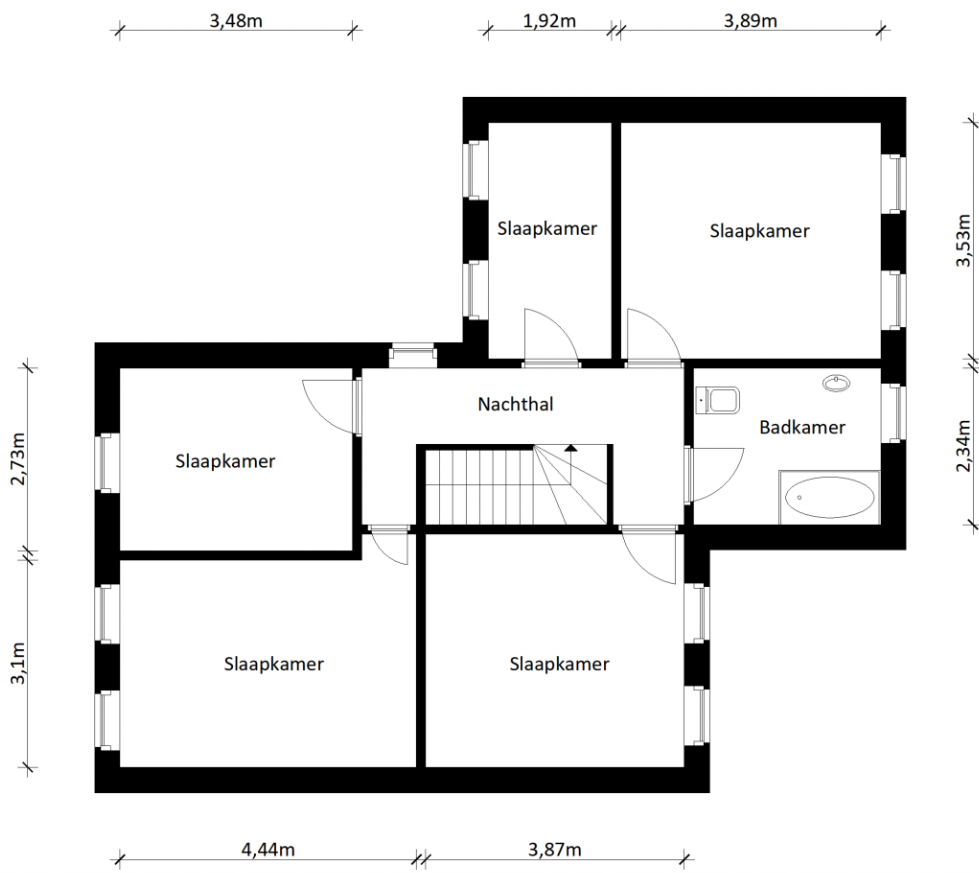 3,48m
1,92m
3,89m
Slaapkamer
Slaapkamer
3,53m
Nachthal
Badkamer
2,34m
Slaapkamer
2,73m
Slaapkamer
Slaapkamer
3,1m
4,44m
3,87m